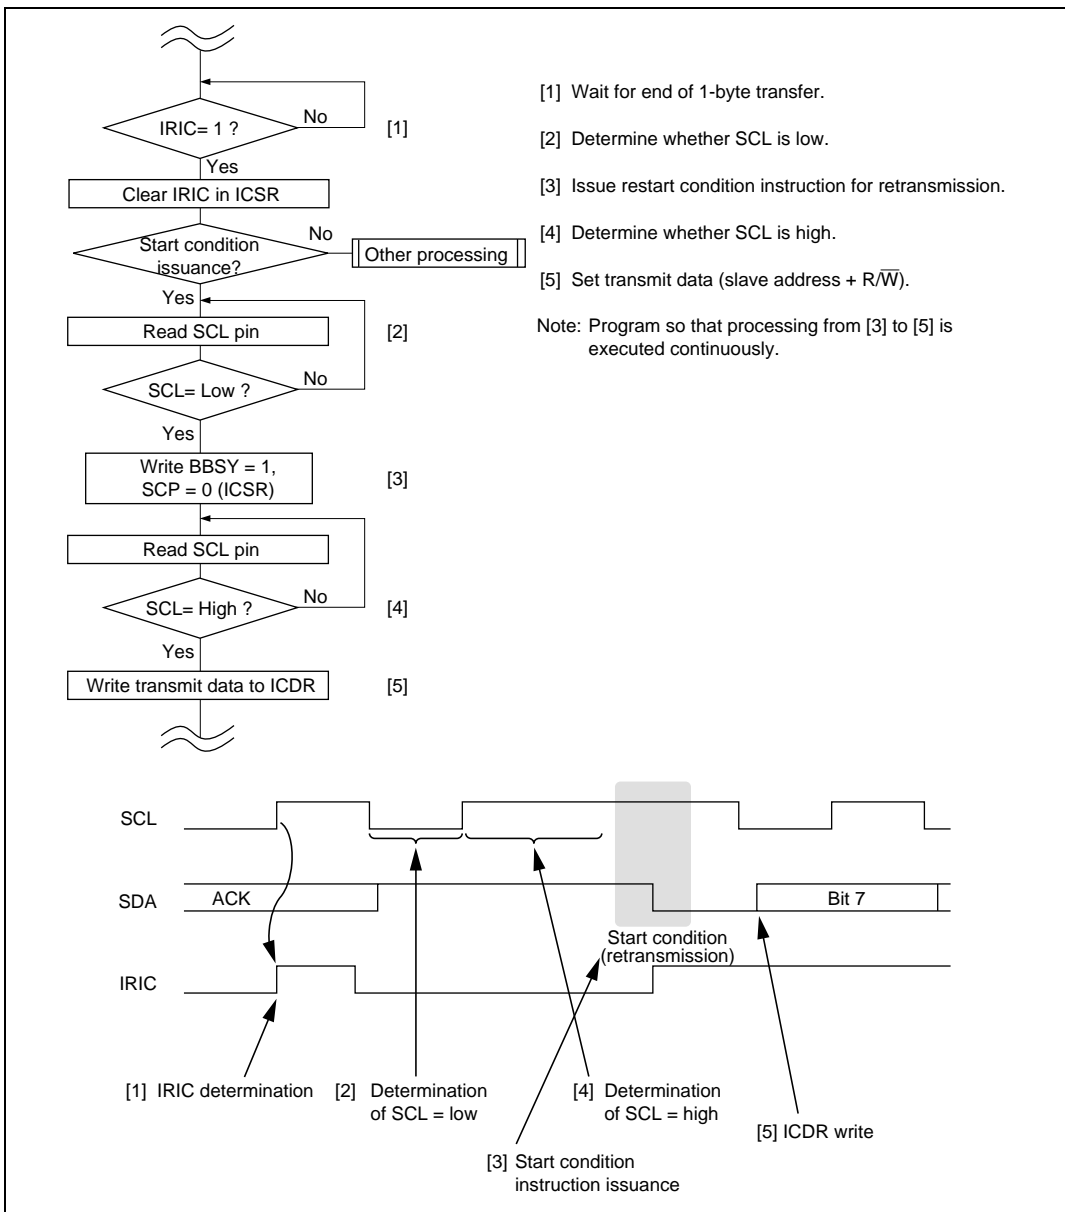 IRIC= 1 ?
No
[1]
Yes
Clear IRIC in ICSR
Start condition
issuance?
No
Other processing
Yes
Read SCL pin
[2]
SCL= Low ?
No
Yes
Write BBSY = 1,
SCP = 0 (ICSR)
[3]
Read SCL pin
SCL= High ?
No
[4]
Yes
Write transmit data to ICDR
[5]
[1] Wait for end of 1-byte transfer.
[2] Determine whether SCL is low.
[3] Issue restart condition instruction for retransmission.
[4] Determine whether SCL is high.
[5] Set transmit data (slave address + R/W̅).
Note: Program so that processing from [3] to [5] is
executed continuously.
SCL
SDA
ACK
Bit 7
Start condition
(retransmission)
IRIC
[1] IRIC determination
[2] Determination
of SCL = low
[4] Determination
of SCL = high
[5] ICDR write
[3] Start condition
instruction issuance